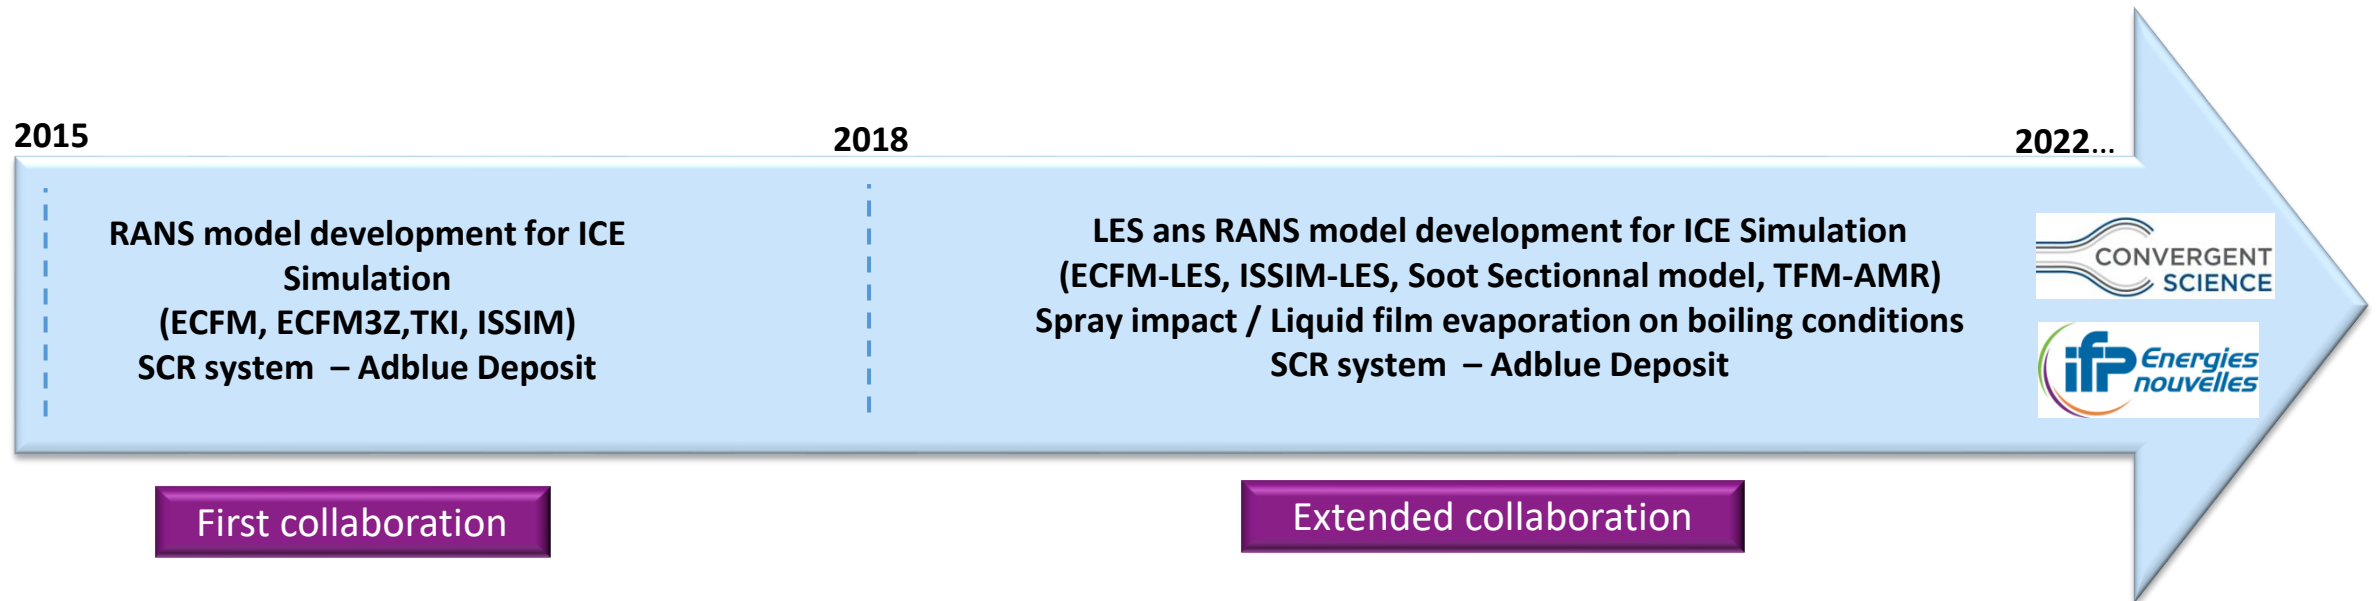 2015
2018
2022...
RANS model development for ICE
Simulation
(ECFM, ECFM3Z,TKI, ISSIM)
SCR system – Adblue Deposit
LES ans RANS model development for ICE Simulation
(ECFM-LES, ISSIM-LES, Soot Sectionnal model, TFM-AMR)
Spray impact / Liquid film evaporation on boiling conditions
SCR system – Adblue Deposit
CONVERGENT
SCIENCE
ifp Energies
nouvelles
First collaboration
Extended collaboration